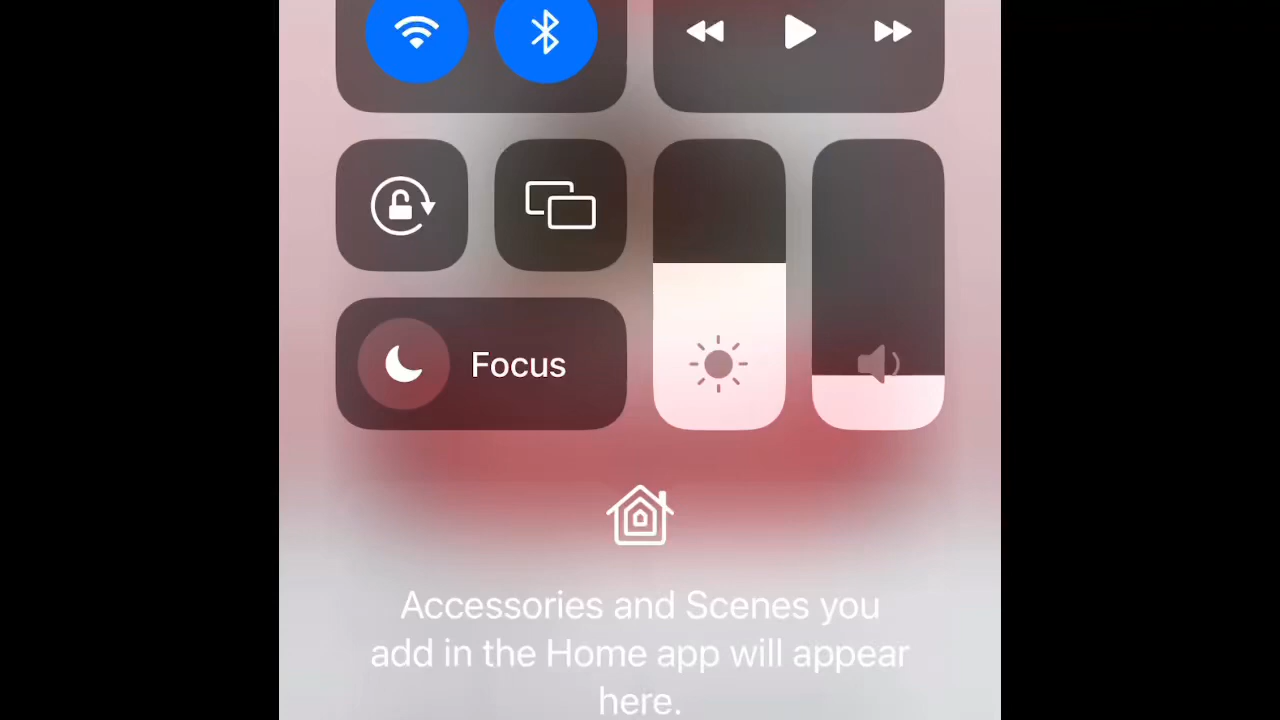 Focus
Accessories and Scenes you
add in the Home app will appear
here.